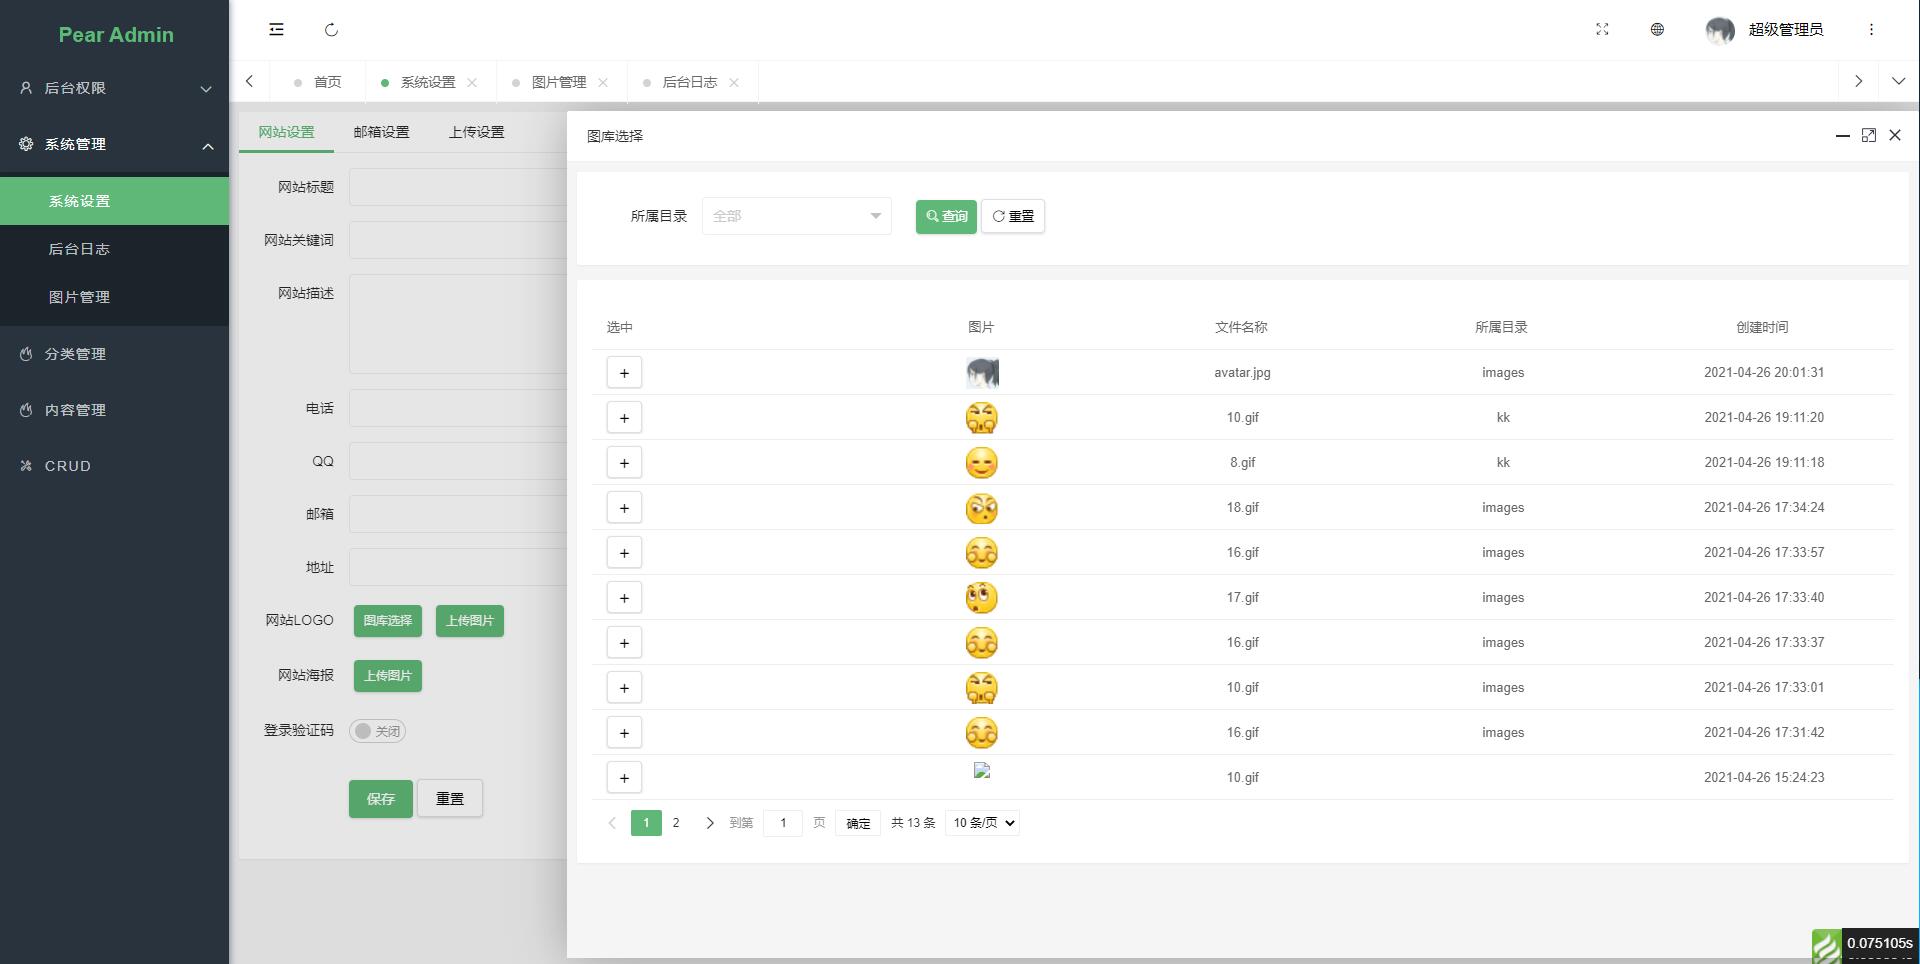 Pear Admin
后台权限
系统管理
系统设置
后台日志
图片管理
分类管理
内容管理
CRUD
超级管理员
首页
系统设置
图片管理
后台日志
网站设置 邮箱设置 上传设置
网站标题
网站关键词
网站描述
电话
QQ
邮箱
地址
网站LOGO 图库选择 上传图片
网站海报 上传图片
登录验证码 关闭
保存 重置
图库选择
所属目录 全部 查询 重置
选中 图片 文件名称 所属目录 创建时间
+ avatar.jpg images 2021-04-26 20:01:31
+ 10.gif kk 2021-04-26 19:11:20
+ 8.gif kk 2021-04-26 19:11:18
+ 18.gif images 2021-04-26 17:34:24
+ 16.gif images 2021-04-26 17:33:57
+ 17.gif images 2021-04-26 17:33:40
+ 16.gif images 2021-04-26 17:33:37
+ 10.gif images 2021-04-26 17:33:01
+ 16.gif images 2021-04-26 17:31:42
+ 10.gif 2021-04-26 15:24:23
1 2 到第 1 页 确定 共 13 条 10 条/页
0.075105s